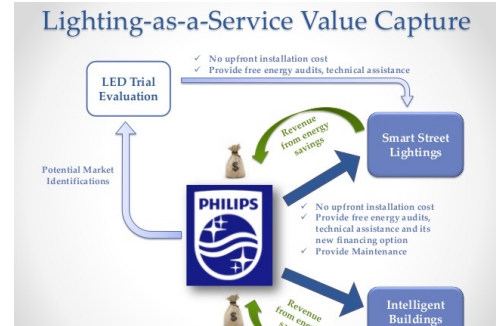 Lighting-as-a-Service Value Capture
✓ No upfront installation cost
✓ Provide free energy audits, technical assistance
LED Trial
Evaluation
Revenue
from energy
savings
Smart Street
Lightings
Potential Market
Identifications
$
PHILIPS
✓ No upfront installation cost
✓ Provide free energy audits,
technical assistance and its
new financing option
✓ Provide Maintenance
Intelligent
Buildings
$
Revenue
from